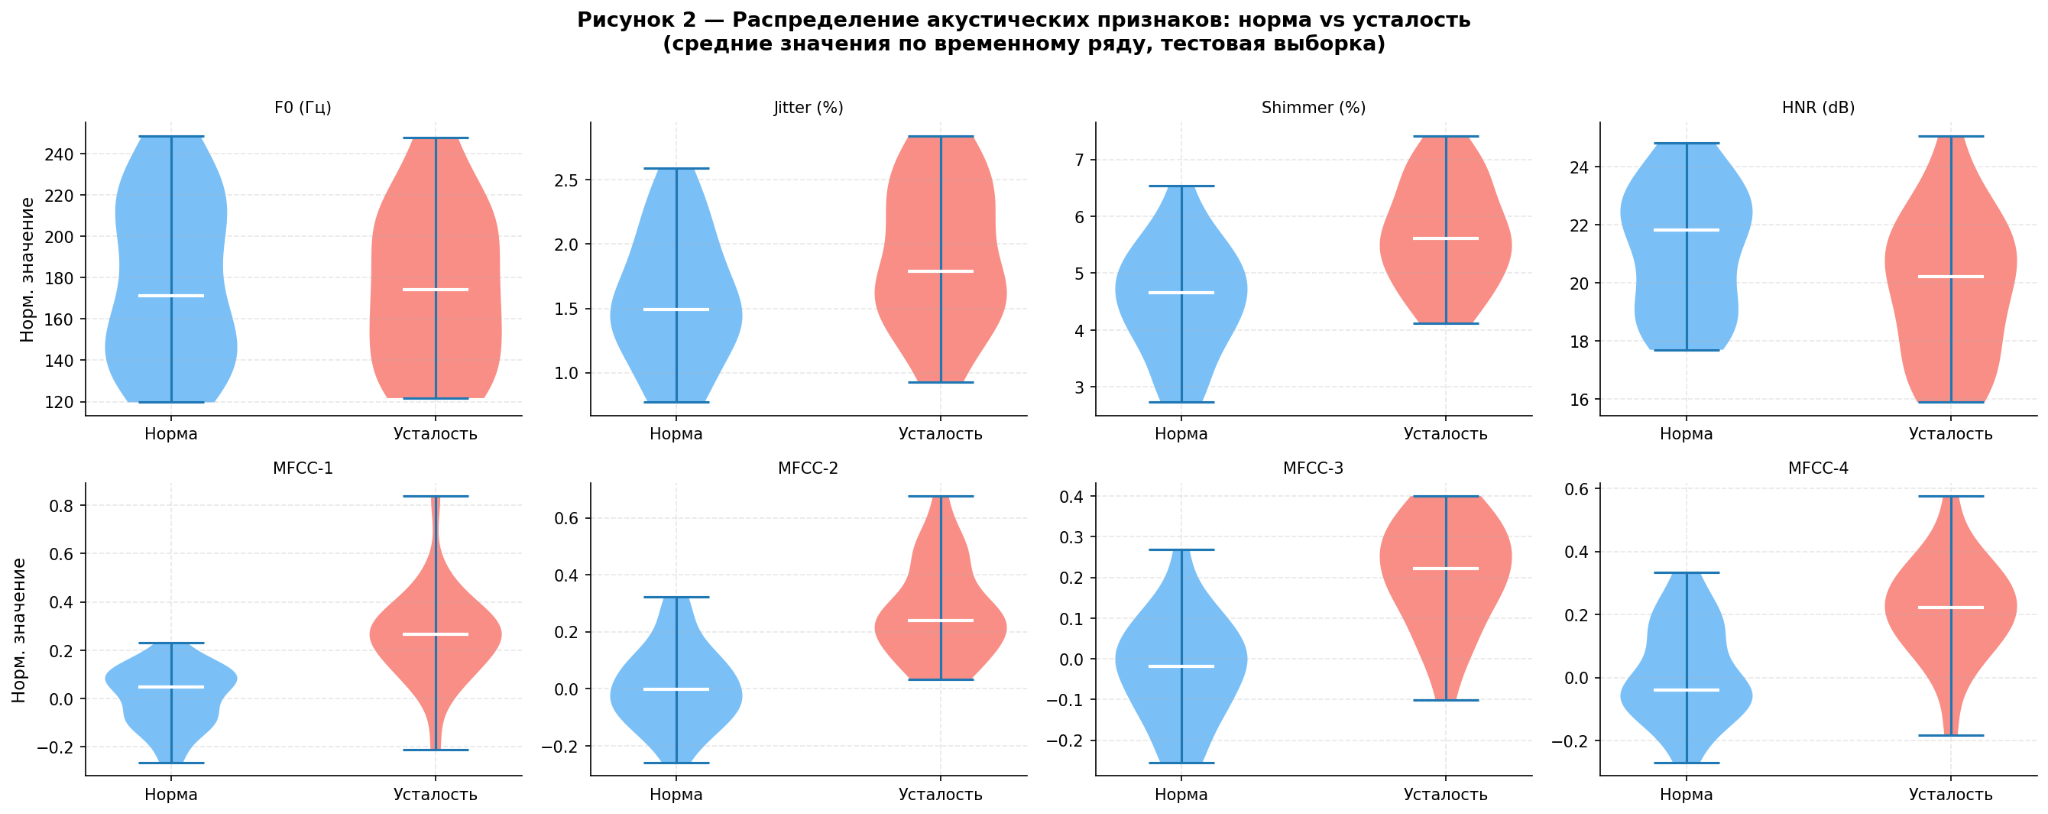 Рисунок 2 — Распределение акустических признаков: норма vs усталость
(средние значения по временному ряду, тестовая выборка)
F0 (Гц)
Норм. значение
240
220
200
180
160
140
120
Норма Усталость
Jitter (%)
2.5
2.0
1.5
1.0
Норма Усталость
Shimmer (%)
7
6
5
4
3
Норма Усталость
HNR (dB)
24
22
20
18
16
Норма Усталость
MFCC-1
Норм. значение
0.8
0.6
0.4
0.2
0.0
−0.2
Норма Усталость
MFCC-2
0.6
0.4
0.2
0.0
−0.2
Норма Усталость
MFCC-3
0.4
0.3
0.2
0.1
0.0
−0.1
−0.2
Норма Усталость
MFCC-4
0.6
0.4
0.2
0.0
−0.2
Норма Усталость